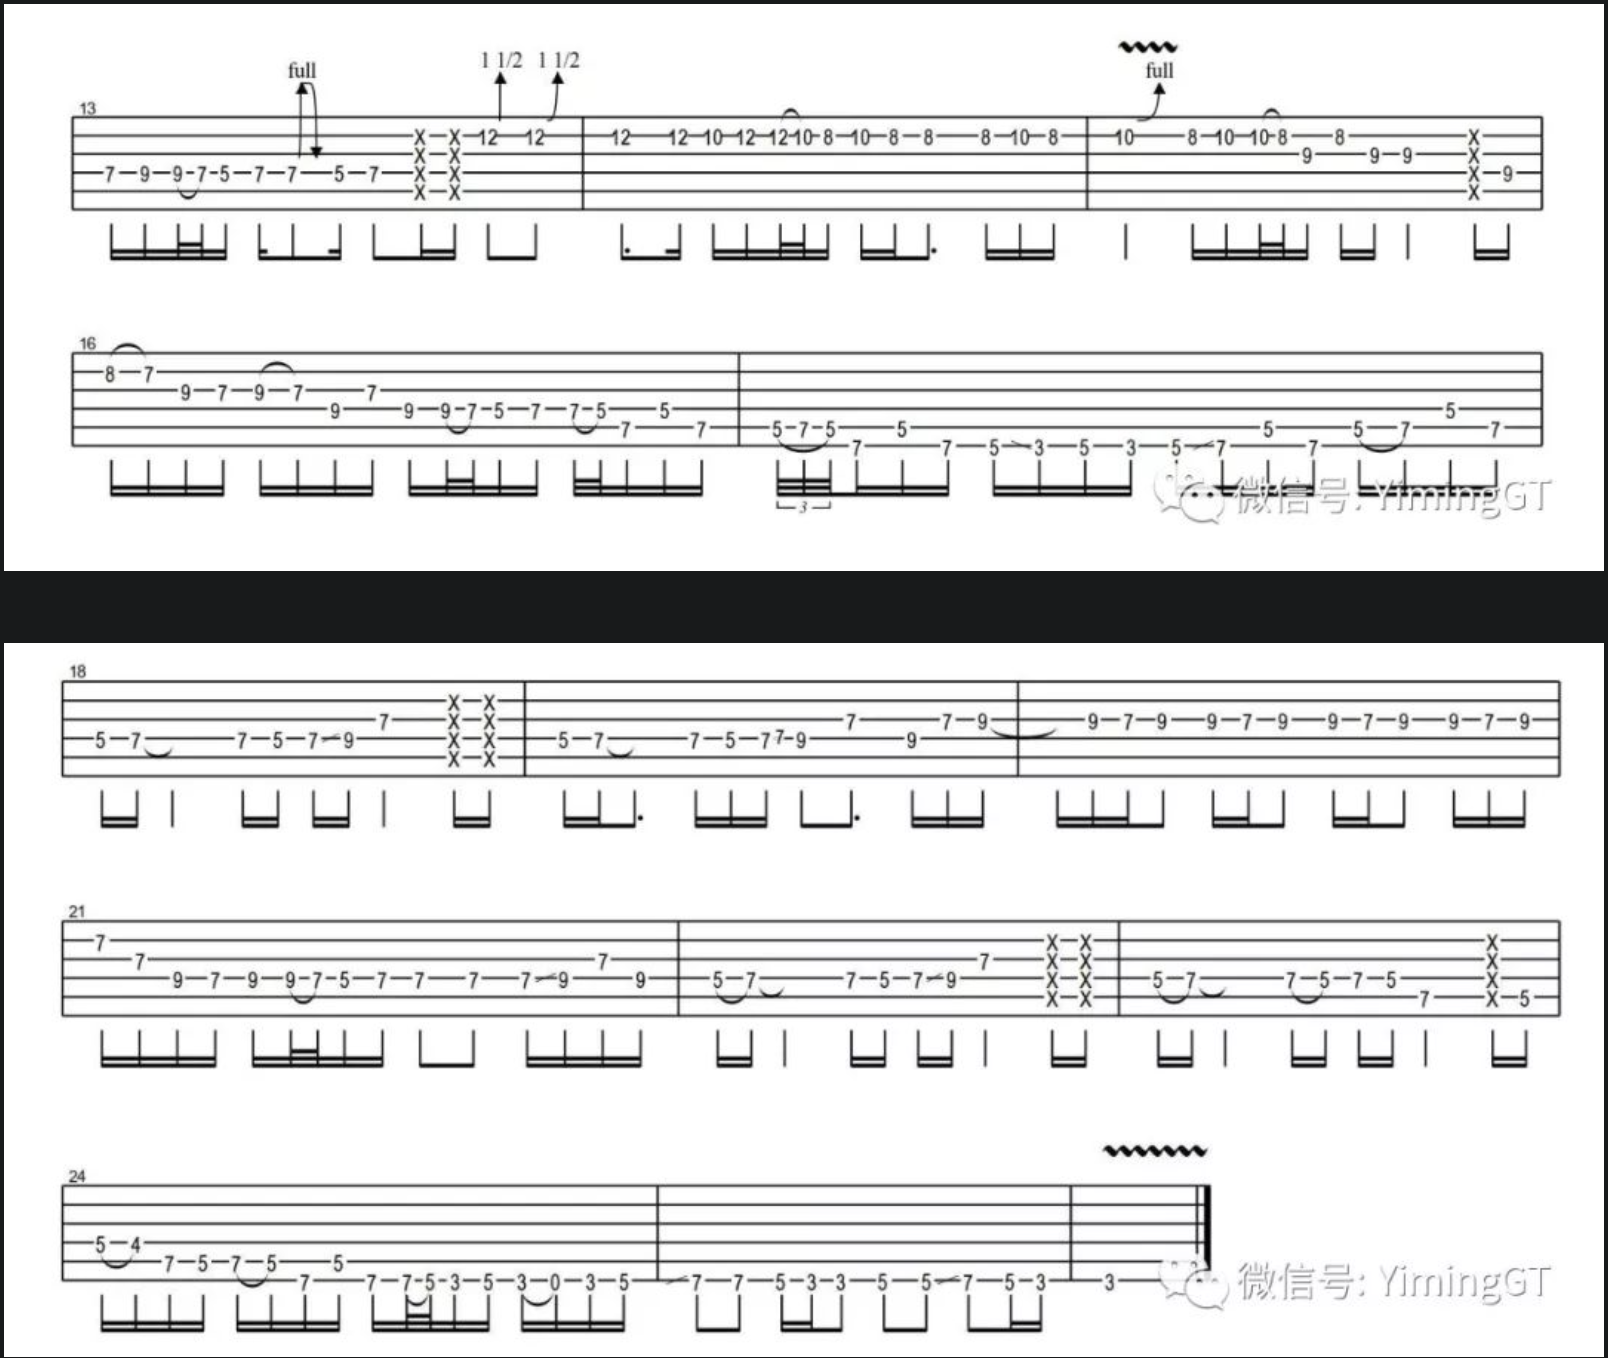 full 1 1/2 1 1/2 full
13
X X 12 12 12 12 10 12 12 10 8 10 8 8 8 10 8 10 8 10 10 8 8 X
X X 9 9 9 X
7 9 9 7 5 7 7 5 7 X X X 9
X X X
16
8 7
9 7 9 7 7
9 9 9 7 5 7 7 5 5 5
7 7 5 7 5 5 5 5 7 7
7 7 5 3 5 3 5 7 7
3
微信号: YimingGT
18
X X
7 X X 7 7 9 9 7 9 9 7 9 9 7 9 9 7 9
5 7 7 5 7 9 X X 5 7 7 5 7 7 9 9
X X
21
7 X X X
7 7 7 X X X
9 7 9 9 7 5 7 7 7 7 9 9 5 7 7 5 7 9 X X 5 7 7 5 7 5 X
X X 7 X 5
24
5 4
7 5 7 5 5
7 7 7 5 3 5 3 0 3 5 7 7 5 3 3 5 5 7 5 3 3
微信号: YimingGT